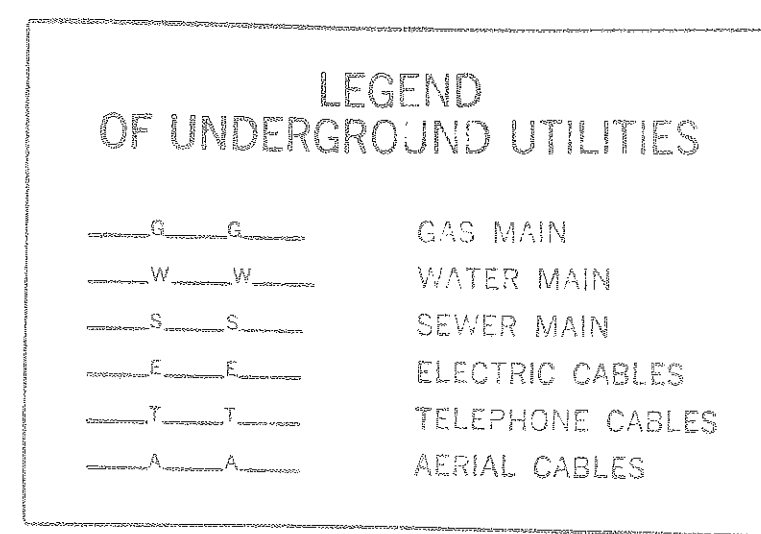 LEGEND
OF UNDERGROUND UTILITIES
G G GAS MAIN
W W WATER MAIN
S S SEWER MAIN
E E ELECTRIC CABLES
T T TELEPHONE CABLES
A A AERIAL CABLES